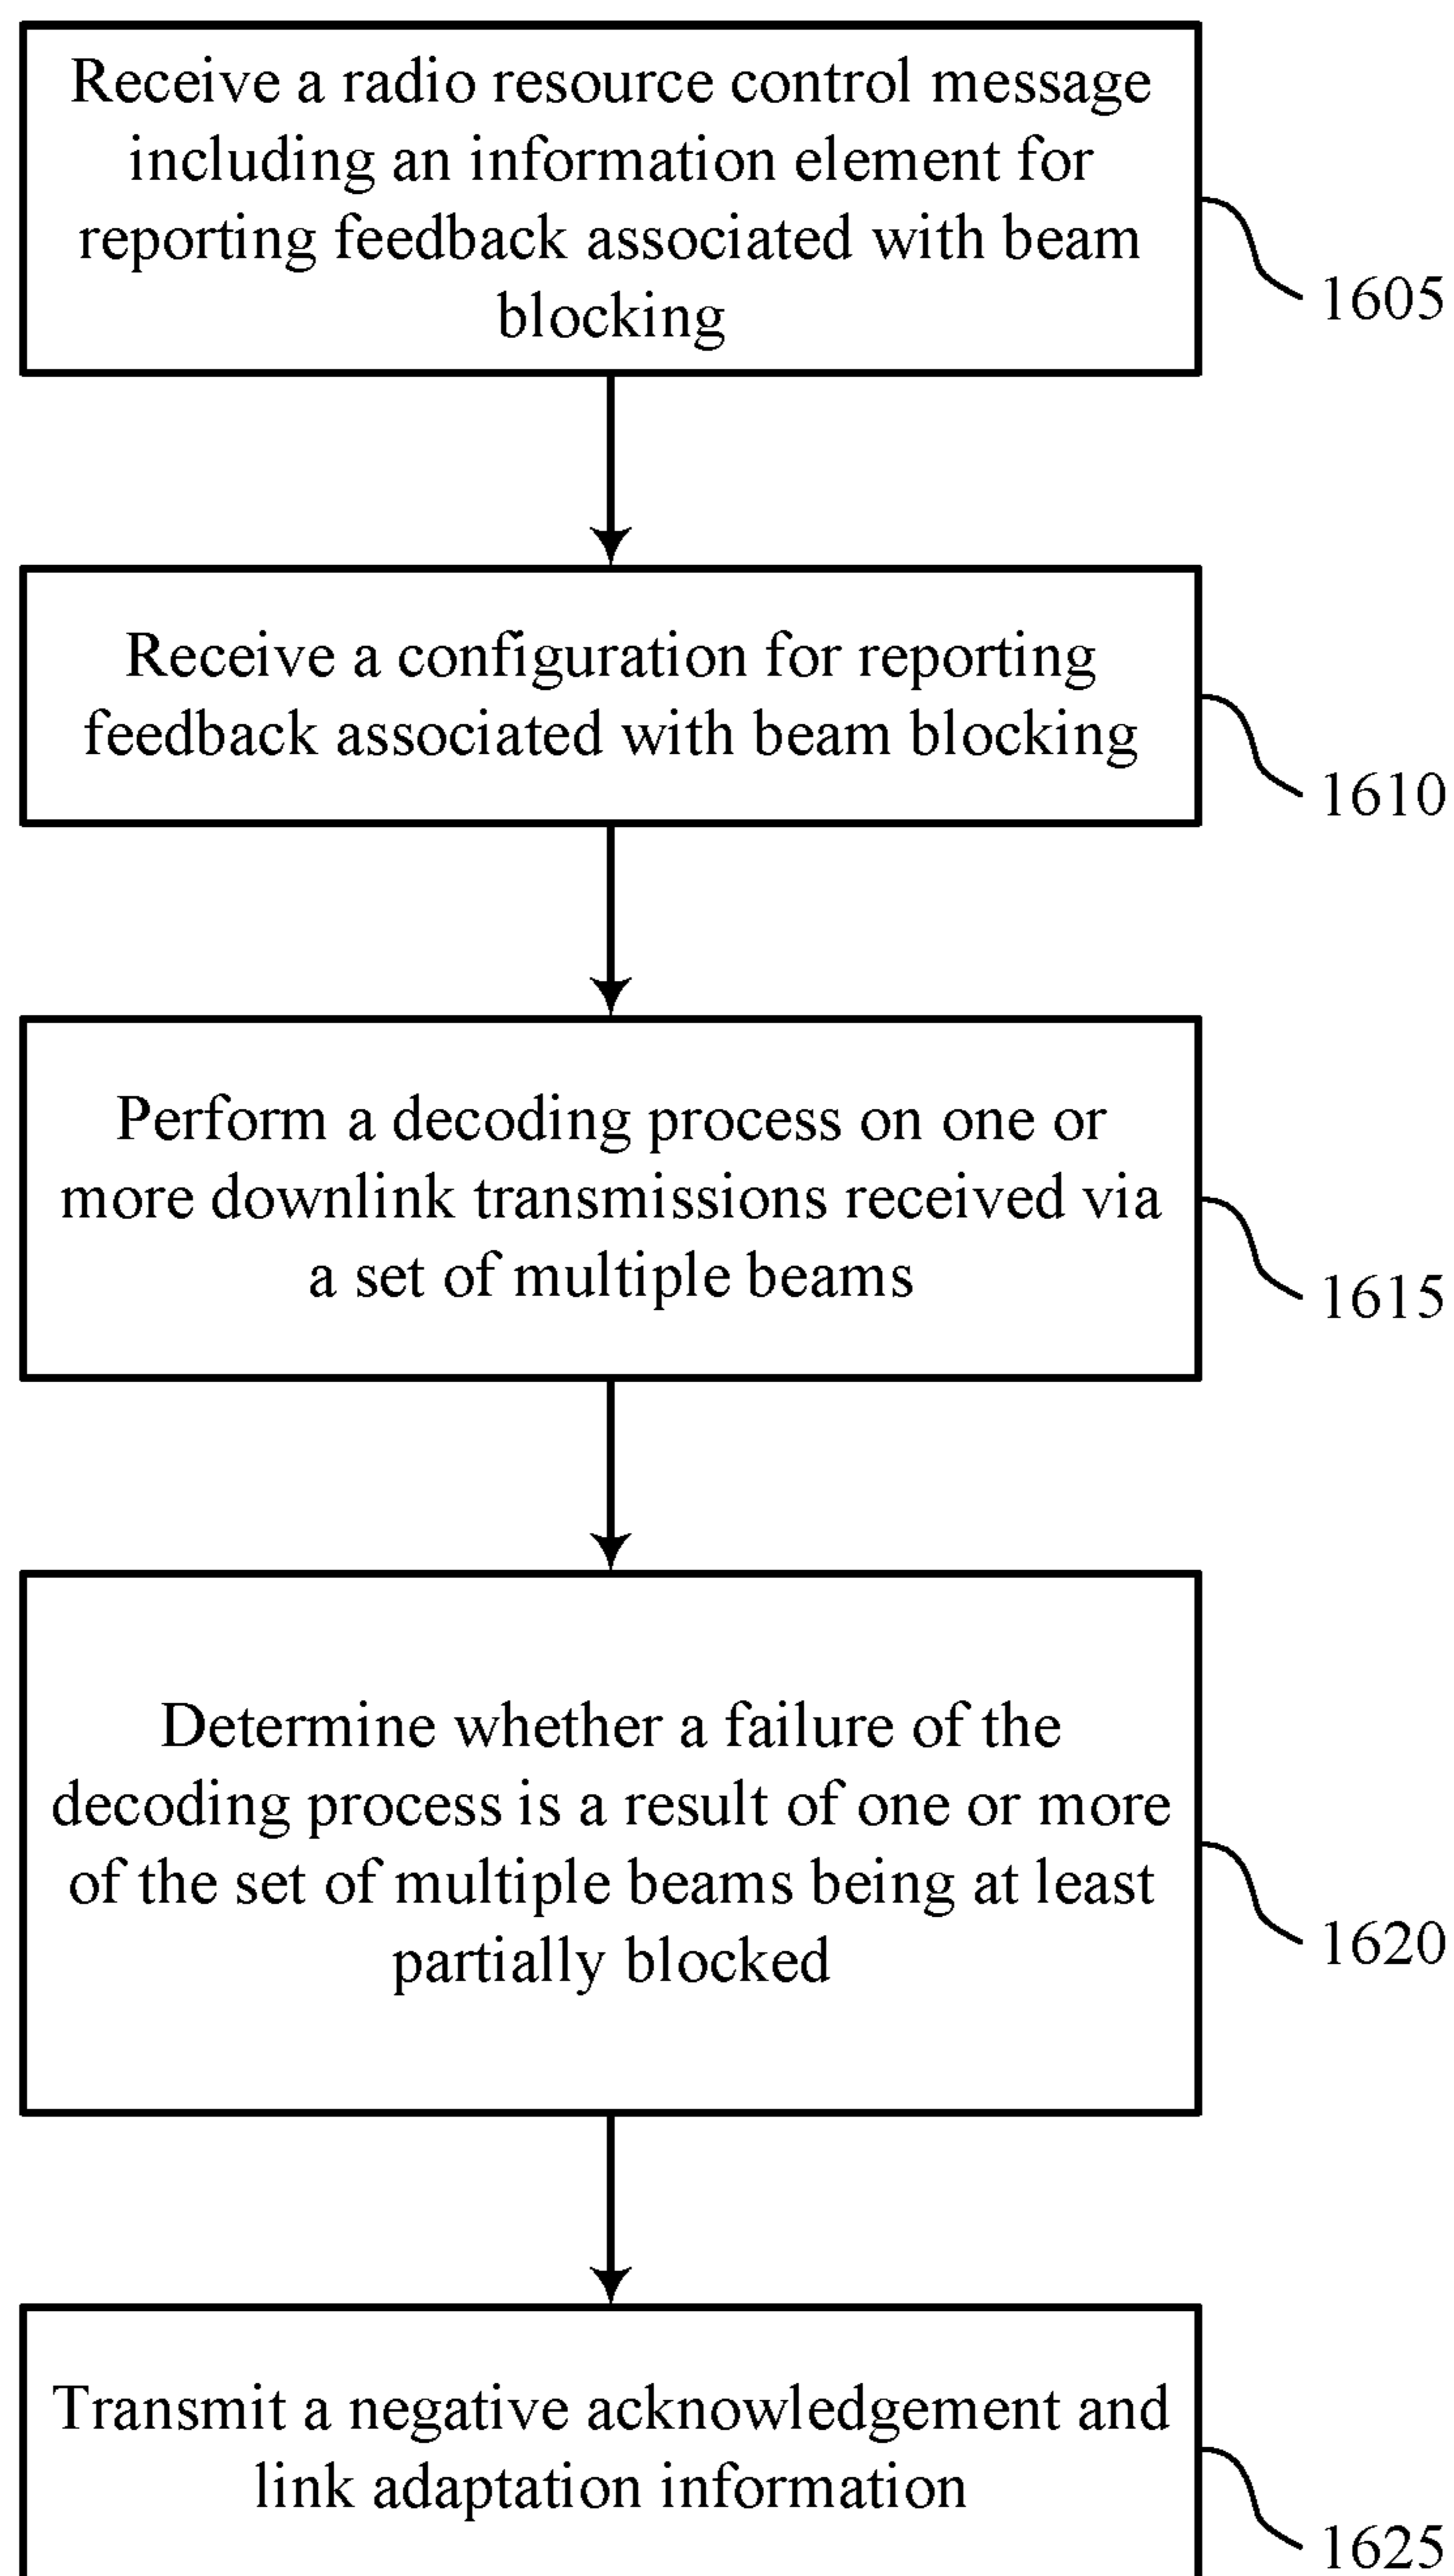 Receive a radio resource control message
including an information element for
reporting feedback associated with beam
blocking
1605
Receive a configuration for reporting
feedback associated with beam blocking
1610
Perform a decoding process on one or
more downlink transmissions received via
a set of multiple beams
1615
Determine whether a failure of the
decoding process is a result of one or more
of the set of multiple beams being at least
partially blocked
1620
Transmit a negative acknowledgement and
link adaptation information
1625